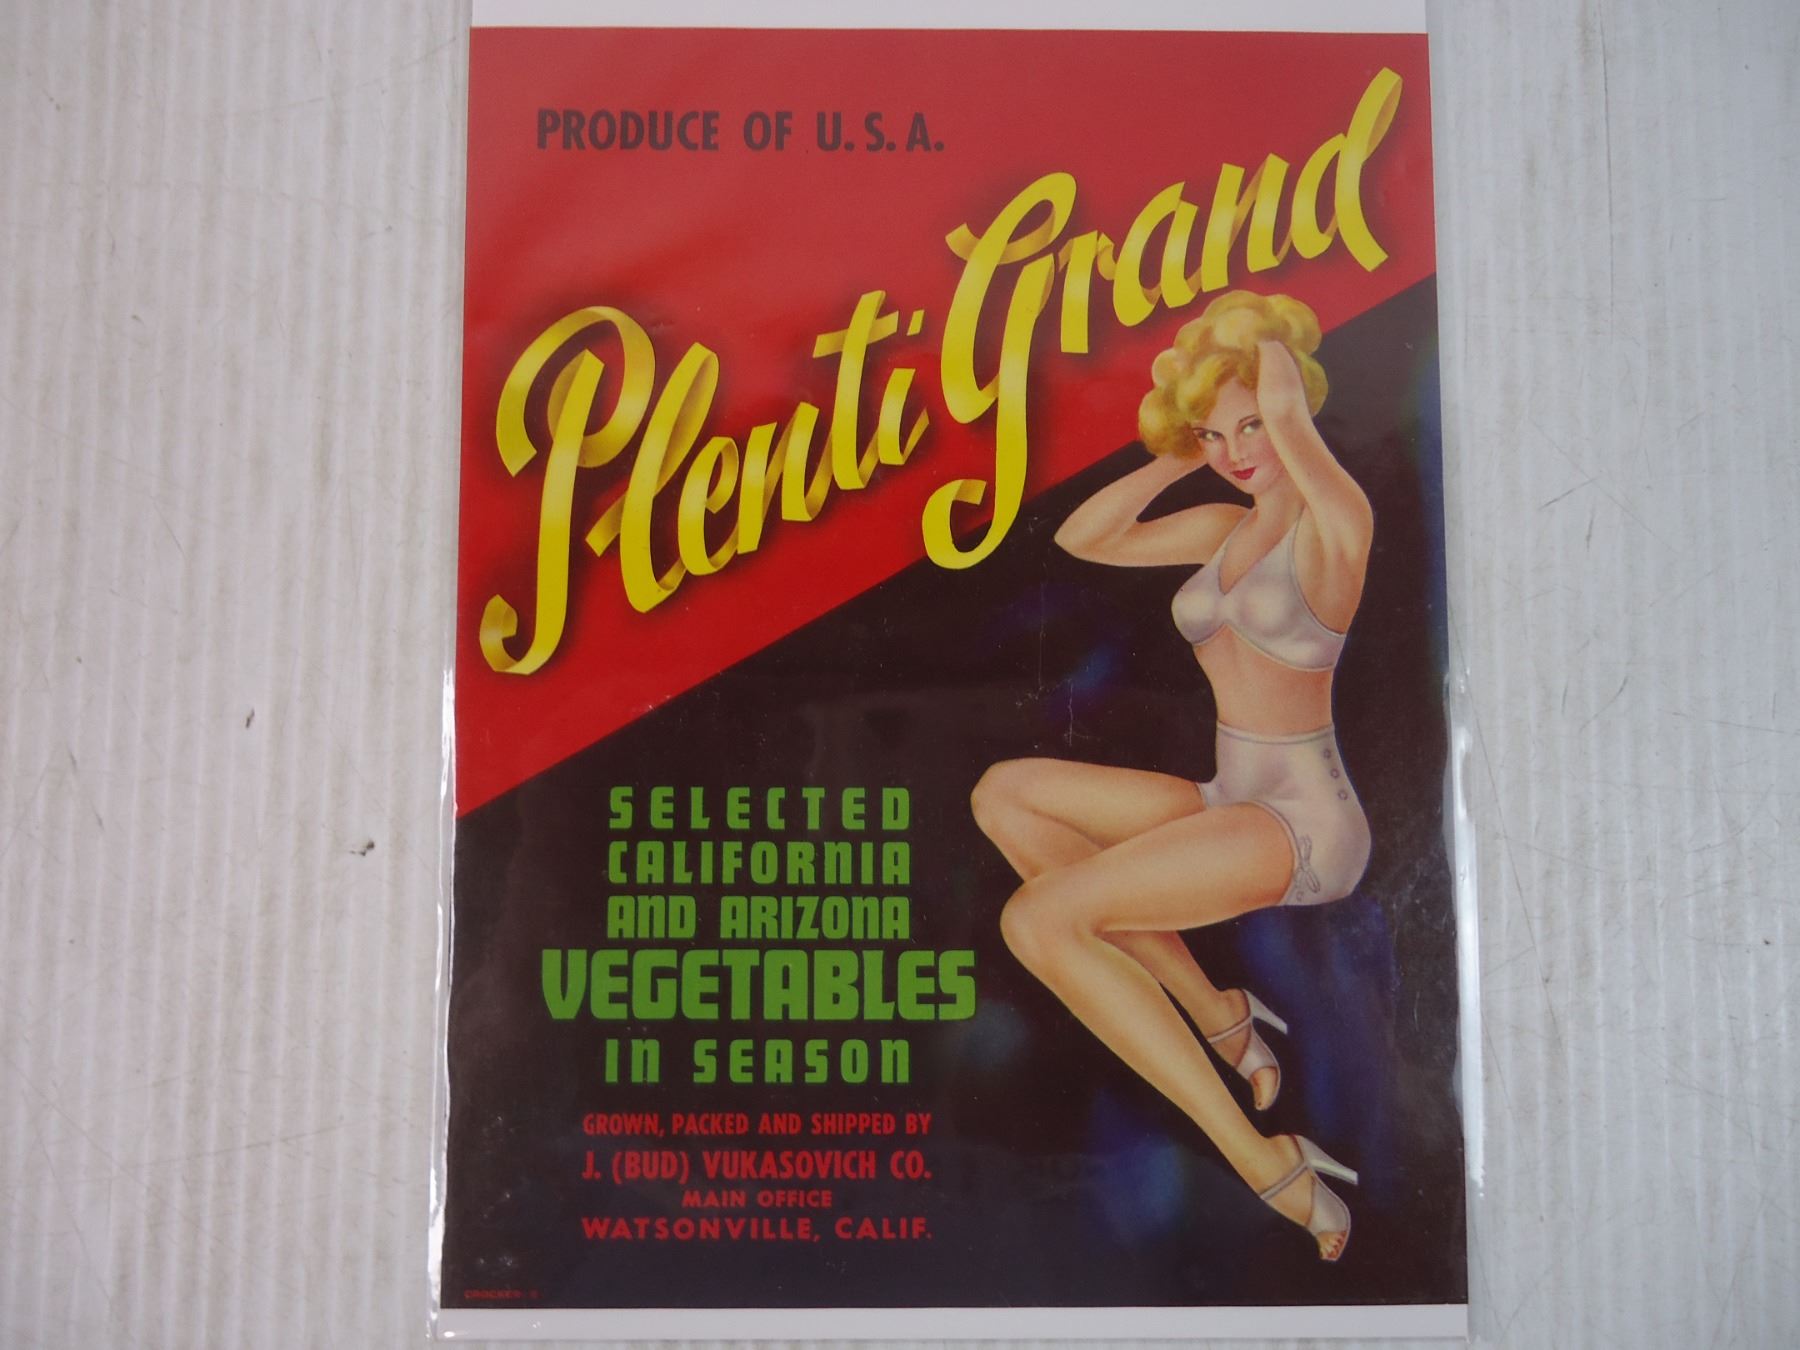 PRODUCE OF U.S.A.
Plenti Grand
SELECTED
CALIFORNIA
AND ARIZONA
VEGETABLES
IN SEASON
GROWN, PACKED AND SHIPPED BY
J. (BUD) VUKASOVICH CO.
MAIN OFFICE
WATSONVILLE, CALIF.
CROCKER